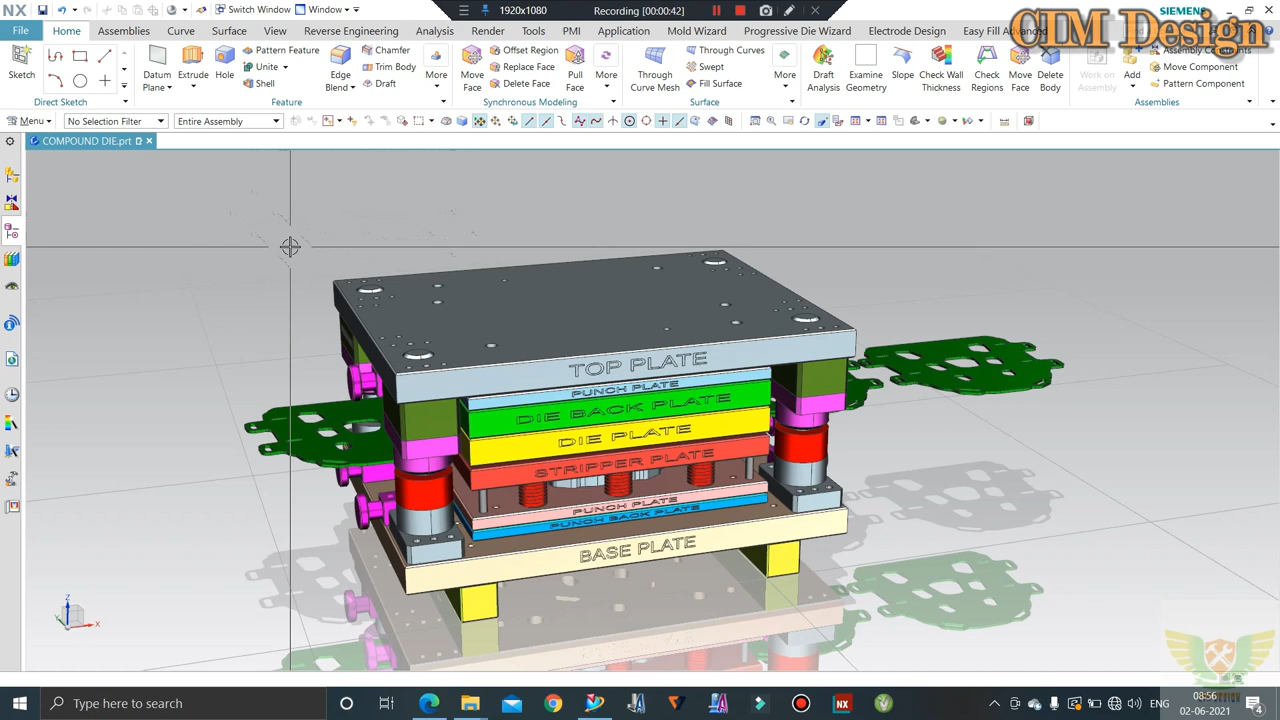 NX
Switch Window
Window
1920x1080
Recording [00:00:42]
SIEMENS
CIM Design
File
Home
Assemblies
Curve
Surface
View
Reverse Engineering
Analysis
Render
Tools
PMI
Application
Mold Wizard
Progressive Die Wizard
Electrode Design
Easy Fill Advanced
Sketch
Direct Sketch
Datum Plane
Extrude
Hole
Pattern Feature
Unite
Shell
Edge Blend
Chamfer
Trim Body
Draft
More
Feature
Move Face
Offset Region
Replace Face
Delete Face
Pull Face
More
Synchronous Modeling
Through Curve Mesh
Through Curves
Swept
Fill Surface
More
Surface
Draft Analysis
Examine Geometry
Slope
Check Wall Thickness
Check Regions
Move Face
Delete Body
Work on Assembly
Add
Assembly Constraints
Move Component
Pattern Component
Assemblies
Menu
No Selection Filter
Entire Assembly
COMPOUND DIE.prt
TOP PLATE
PUNCH PLATE
DIE BACK PLATE
DIE PLATE
STRIPPER PLATE
PUNCH PLATE
PUNCH BACK PLATE
BASE PLATE
Z
Y
X
Type here to search
NX
08:56
02-06-2021
4